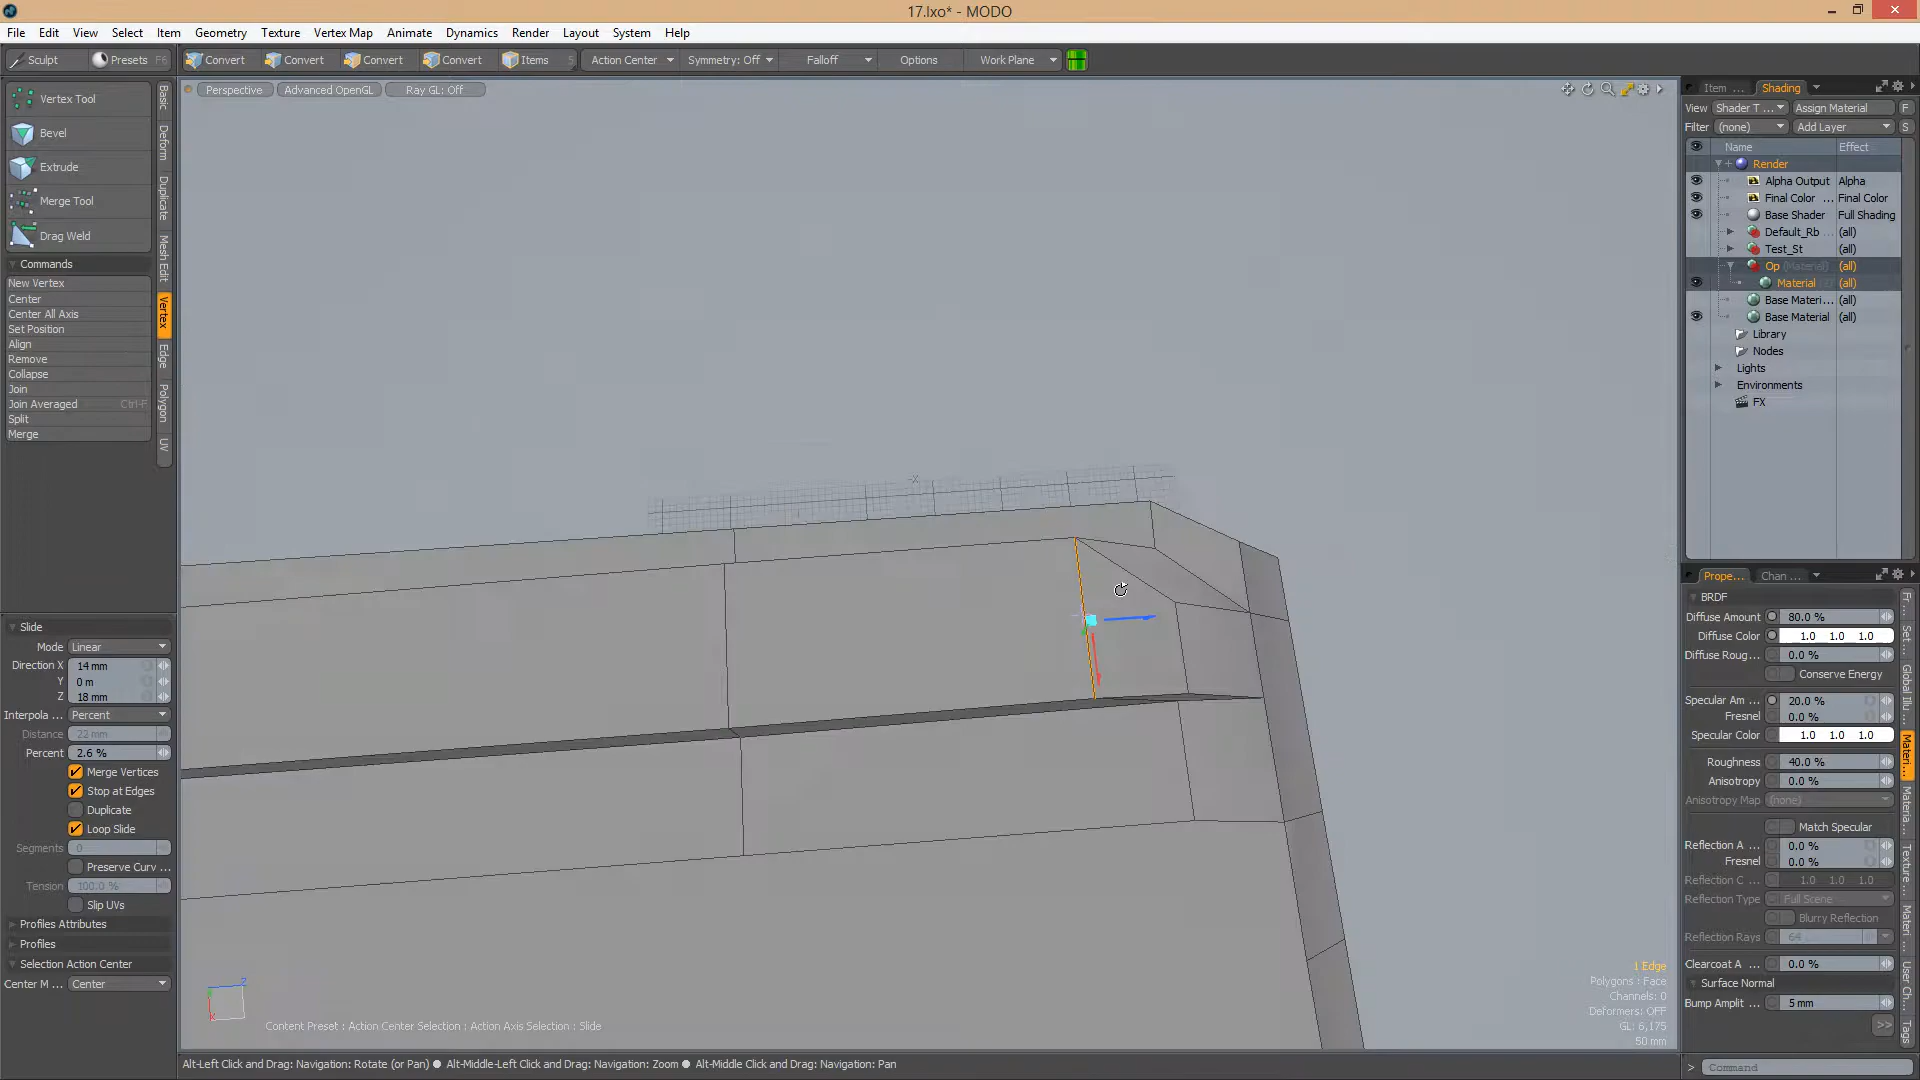 17.lxo* - MODO
File Edit View Select Item Geometry Texture Vertex Map Animate Dynamics Render Layout System Help
Sculpt Presets F6 Convert Convert Convert Convert Items 5 Action Center Symmetry: Off Falloff Options Work Plane
Perspective Advanced OpenGL Ray GL: Off
Vertex Tool
Bevel
Extrude
Merge Tool
Drag Weld
Commands
New Vertex
Center
Center All Axis
Set Position
Align
Remove
Collapse
Join
Join Averaged Ctrl-F
Split
Merge
Basic
Deform
Duplicate
Mesh Edit
Vertex
Edge
Polygon
UV
Slide
Mode Linear
Direction X 14 mm
Y 0 m
Z 18 mm
Interpola ... Percent
Distance 22 mm
Percent 2.6 %
Merge Vertices
Stop at Edges
Duplicate
Loop Slide
Segments 0
Preserve Curv ...
Tension 100.0 %
Slip UVs
Profiles Attributes
Profiles
Selection Action Center
Center M ... Center
-X
Z
X
Content Preset : Action Center Selection : Action Axis Selection : Slide
1 Edge
Polygons : Face
Channels: 0
Deformers: OFF
GL: 6,175
50 mm
Alt-Left Click and Drag: Navigation: Rotate (or Pan) ● Alt-Middle-Left Click and Drag: Navigation: Zoom ● Alt-Middle Click and Drag: Navigation: Pan
Item ... Shading
View Shader T ... Assign Material F
Filter (none) Add Layer S
Name Effect
Render
Alpha Output Alpha
Final Color ... Final Color
Base Shader Full Shading
Default_Rb ... (all)
Test_St (all)
Op (Material) (all)
Material (all)
Base Materi... (all)
Base Material (all)
Library
Nodes
Lights
Environments
FX
Prope... Chan ...
BRDF
Diffuse Amount 80.0 %
Diffuse Color 1.0 1.0 1.0
Diffuse Roug... 0.0 %
Conserve Energy
Specular Am ... 20.0 %
Fresnel 0.0 %
Specular Color 1.0 1.0 1.0
Roughness 40.0 %
Anisotropy 0.0 %
Anisotropy Map (none)
Match Specular
Reflection A ... 0.0 %
Fresnel 0.0 %
Reflection C ... 1.0 1.0 1.0
Reflection Type Full Scene
Blurry Reflection
Reflection Rays 64
Clearcoat A ... 0.0 %
Surface Normal
Bump Amplit ... 5 mm
>>
Fr ...
Set ...
Global Illu ...
Materi...
Materia...
Texture...
Materi ...
User Ch...
Tags
> Command